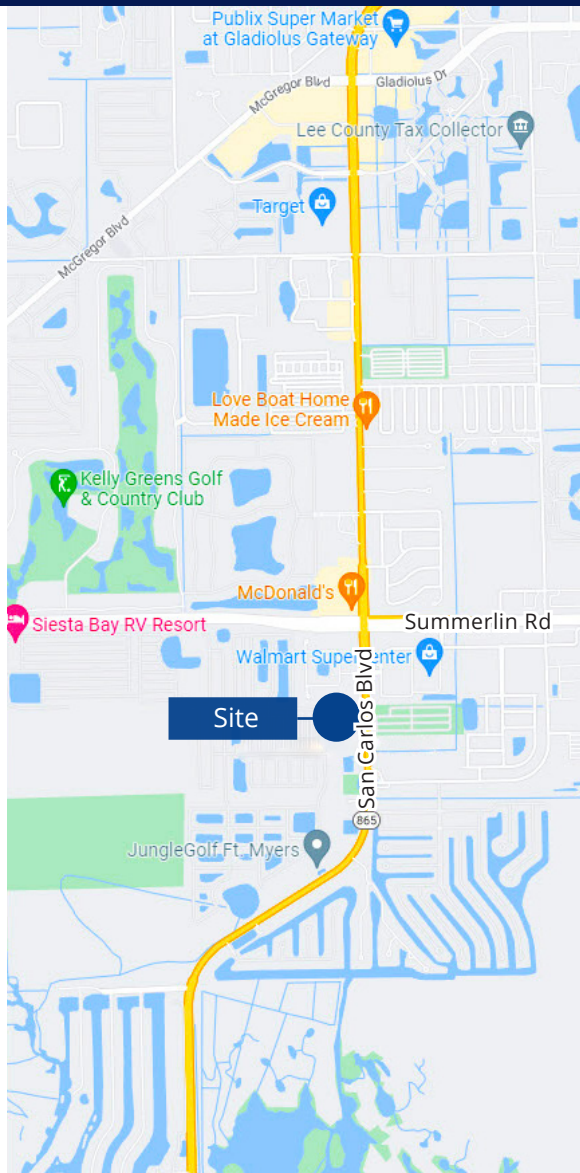 Publix Super Market
at Gladiolus Gateway
McGregor Blvd
Gladiolus Dr
Lee County Tax Collector
Target
McGregor Blvd
Love Boat Home
Made Ice Cream
Kelly Greens Golf
& Country Club
McDonald's
Siesta Bay RV Resort
Summerlin Rd
Walmart Supercenter
Site
San Carlos Blvd
865
JungleGolf Ft. Myers